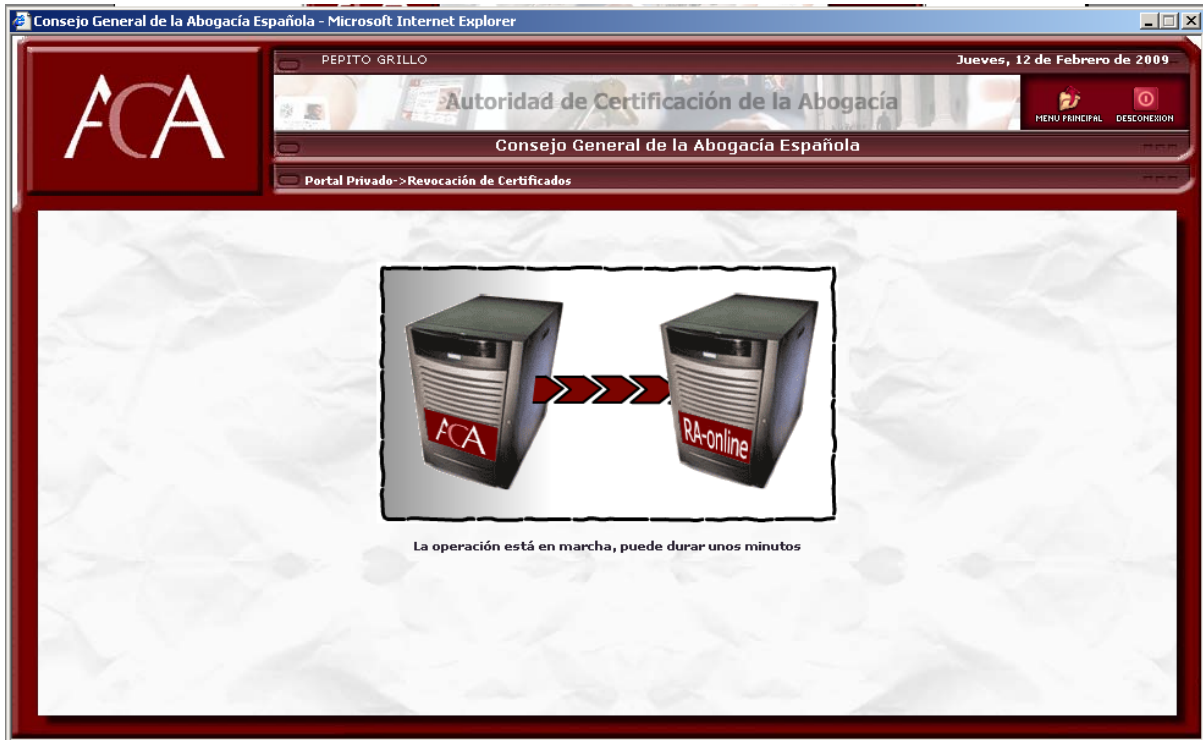 Consejo General de la Abogacía Española - Microsoft Internet Explorer
ACA
PEPITO GRILLO
Jueves, 12 de Febrero de 2009
Autoridad de Certificación de la Abogacía
MENU PRINCIPAL
DESCONEXION
Consejo General de la Abogacía Española
Portal Privado->Revocación de Certificados
ACA
RA-online
La operación está en marcha, puede durar unos minutos